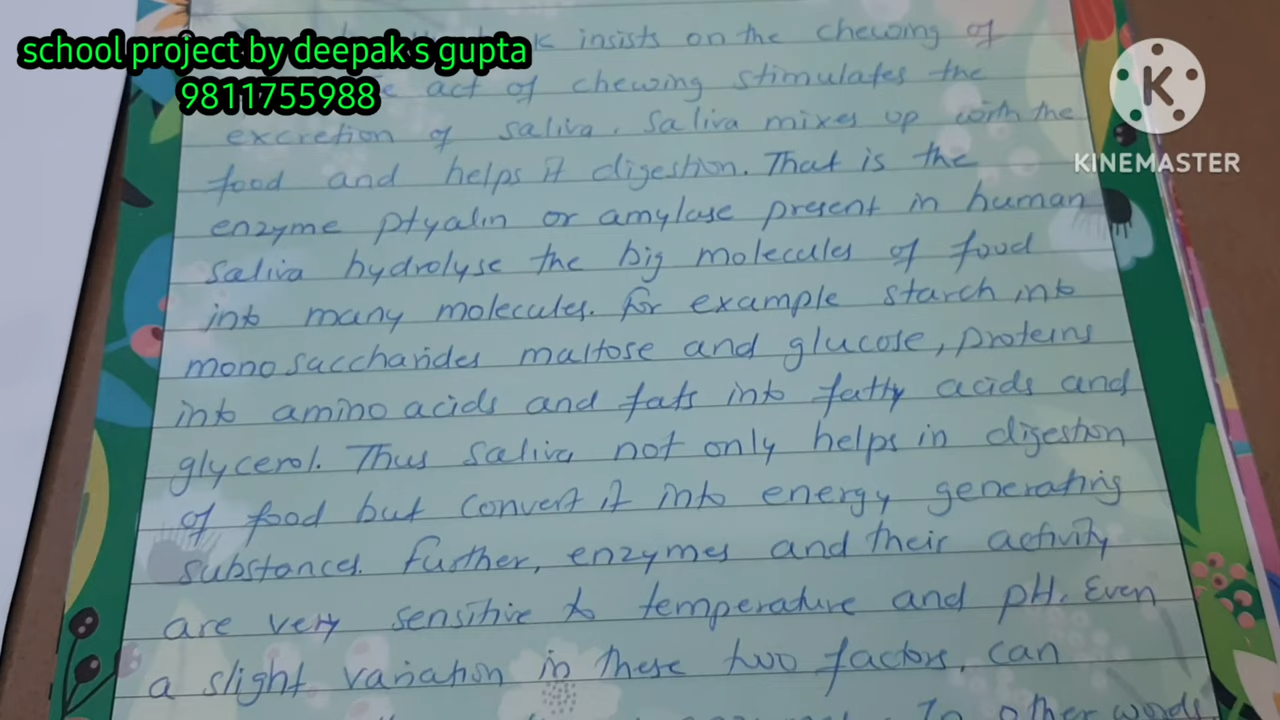 school project by deepak s gupta
9811755988
K
KINEMASTER
k insists on the chewing of
e act of chewing stimulates the
excretion of saliva. Saliva mixes up with the
food and helps it digestion. That is the
enzyme ptyalin or amylase present in human
saliva hydrolyse the big molecules of food
into many molecules. For example starch into
mono saccharides maltose and glucose, proteins
into amino acids and fats into fatty acids and
glycerol. Thus saliva not only helps in digestion
of food but convert it into energy generating
substances. Further, enzymes and their activity
are very sensitive to temperature and pH. Even
a slight variation in these two factors, can
In other words